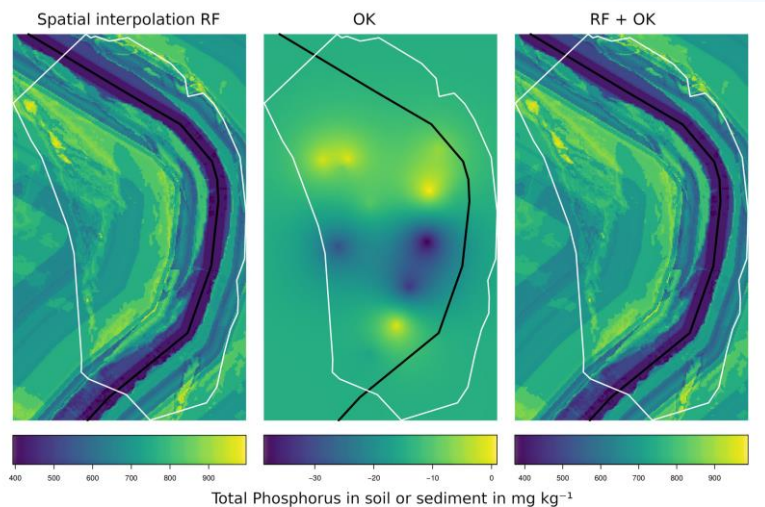 Spatial interpolation RF OK RF + OK
400 500 600 700 800 900 −30 −20 −10 0 400 500 600 700 800 900
Total Phosphorus in soil or sediment in mg kg⁻¹